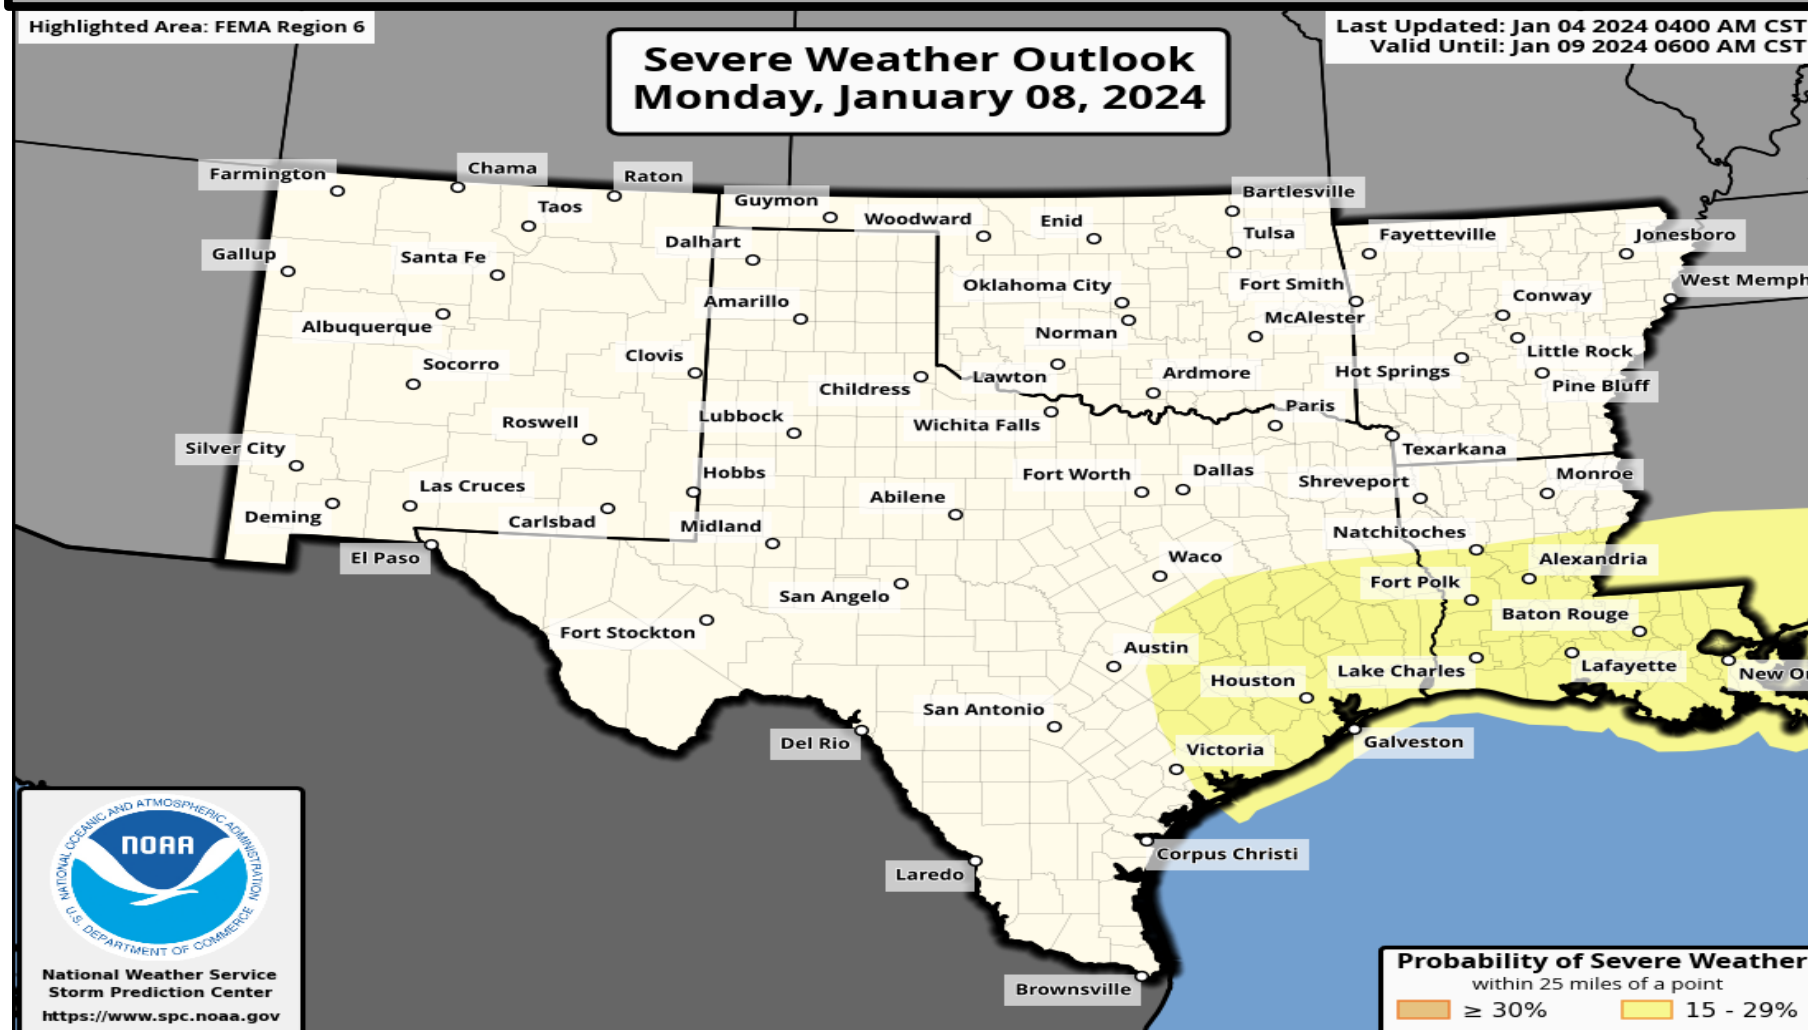 Highlighted Area: FEMA Region 6
Severe Weather Outlook
Monday, January 08, 2024
Last Updated: Jan 04 2024 0400 AM CST
Valid Until: Jan 09 2024 0600 AM CST
Farmington
Chama
Raton
Taos
Guymon
Woodward
Enid
Bartlesville
Tulsa
Fayetteville
Jonesboro
Gallup
Santa Fe
Dalhart
Oklahoma City
Fort Smith
Conway
West Memph
Albuquerque
Amarillo
Norman
McAlester
Little Rock
Socorro
Clovis
Childress
Lawton
Ardmore
Hot Springs
Pine Bluff
Roswell
Lubbock
Wichita Falls
Paris
Texarkana
Silver City
Las Cruces
Hobbs
Abilene
Fort Worth
Dallas
Shreveport
Monroe
Deming
Carlsbad
Midland
Natchitoches
El Paso
San Angelo
Waco
Fort Polk
Alexandria
Fort Stockton
Austin
Baton Rouge
Houston
Lake Charles
Lafayette
New Or
San Antonio
Del Rio
Victoria
Galveston
Laredo
Corpus Christi
Brownsville
NATIONAL OCEANIC AND ATMOSPHERIC ADMINISTRATION
NOAA
U.S. DEPARTMENT OF COMMERCE
National Weather Service
Storm Prediction Center
https://www.spc.noaa.gov
Probability of Severe Weather
within 25 miles of a point
≥ 30%
15 - 29%